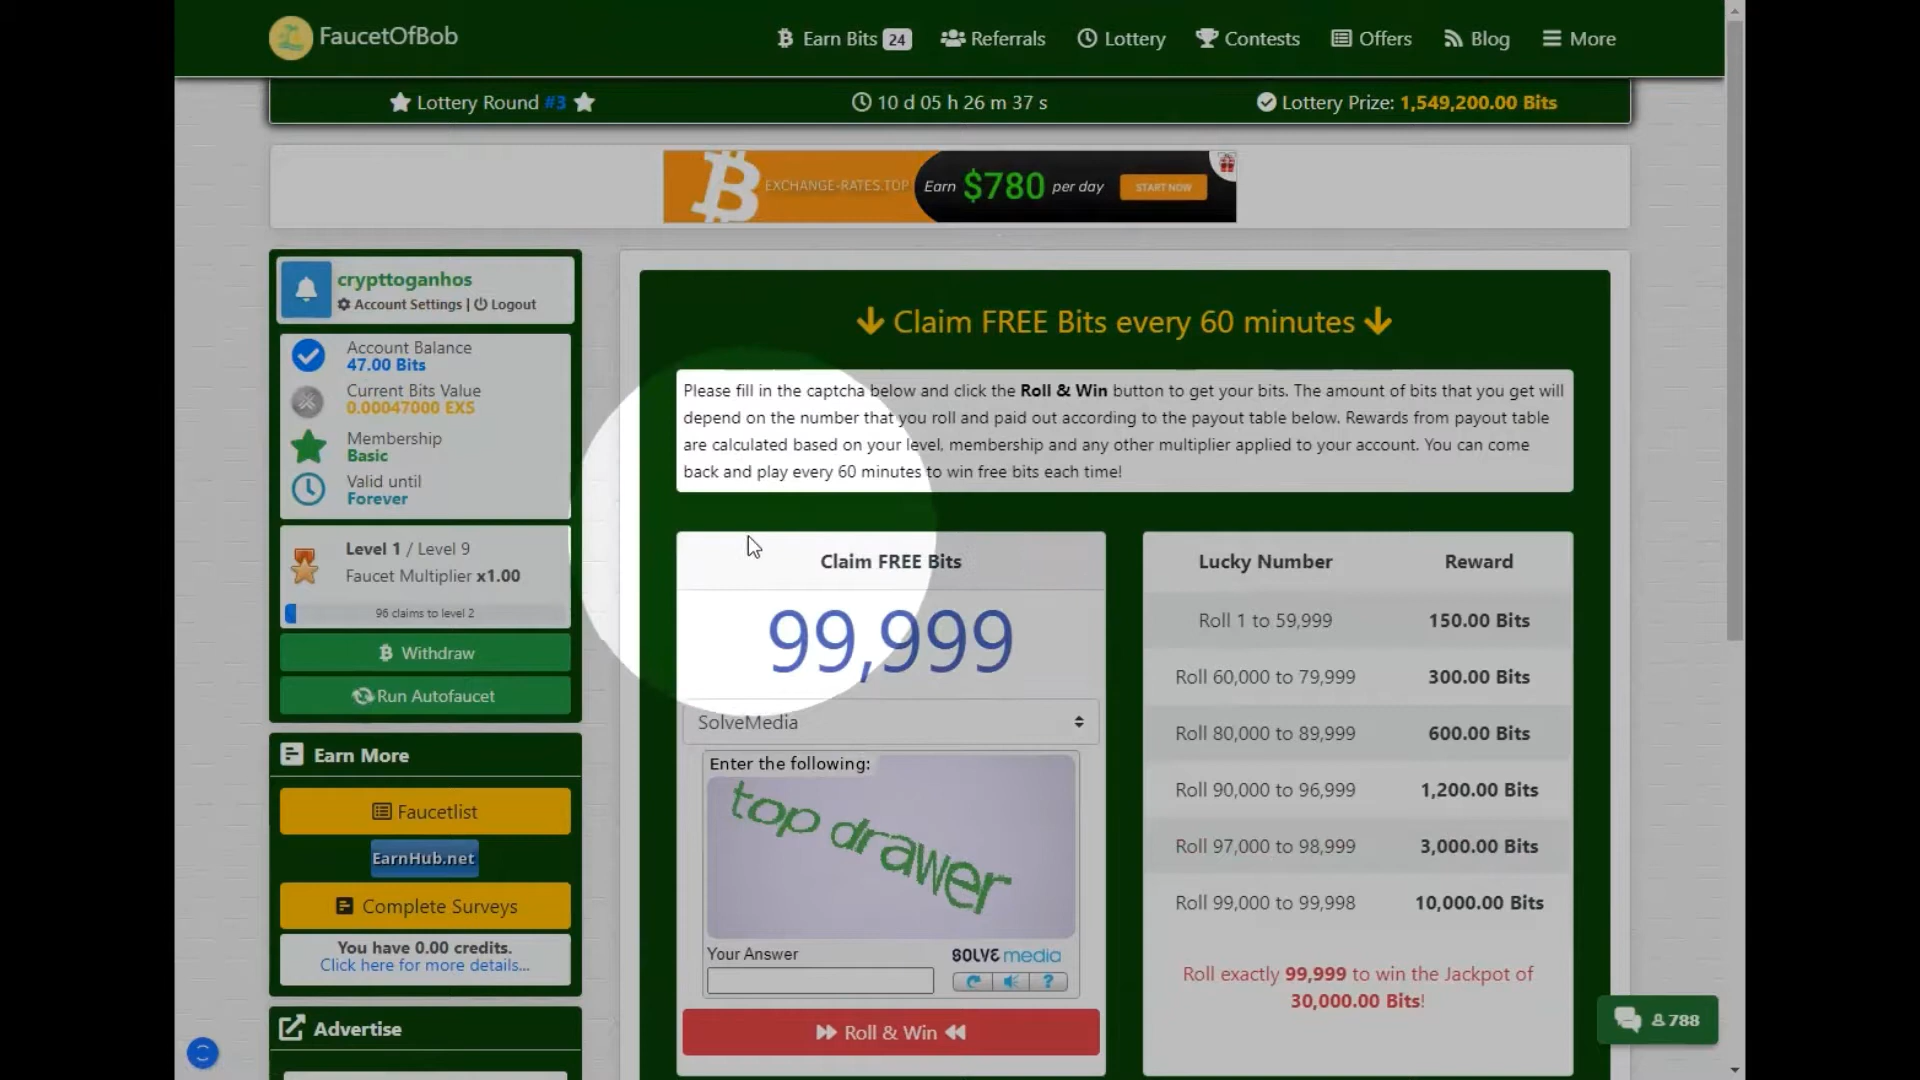 FaucetOfBob
Earn Bits 24
Referrals
Lottery
Contests
Offers
Blog
More
Lottery Round #3
10 d 05 h 26 m 37 s
Lottery Prize: 1,549,200.00 Bits
EXCHANGE-RATES.TOP
Earn $780 per day
START NOW
crypttoganhos
Account Settings | Logout
Account Balance
47.00 Bits
Current Bits Value
0.00047000 EXS
Membership
Basic
Valid until
Forever
Level 1 / Level 9
Faucet Multiplier x1.00
96 claims to level 2
Withdraw
Run Autofaucet
Earn More
Faucetlist
EarnHub.net
Complete Surveys
You have 0.00 credits.
Click here for more details...
Advertise
Claim FREE Bits every 60 minutes
Please fill in the captcha below and click the Roll & Win button to get your bits. The amount of bits that you get will
depend on the number that you roll and paid out according to the payout table below. Rewards from payout table
are calculated based on your level, membership and any other multiplier applied to your account. You can come
back and play every 60 minutes to win free bits each time!
Claim FREE Bits
99,999
SolveMedia
Enter the following:
top drawer
Your Answer
SOLVE media
?
Roll & Win
Lucky Number Reward
Roll 1 to 59,999 150.00 Bits
Roll 60,000 to 79,999 300.00 Bits
Roll 80,000 to 89,999 600.00 Bits
Roll 90,000 to 96,999 1,200.00 Bits
Roll 97,000 to 98,999 3,000.00 Bits
Roll 99,000 to 99,998 10,000.00 Bits
Roll exactly 99,999 to win the Jackpot of
30,000.00 Bits!
788